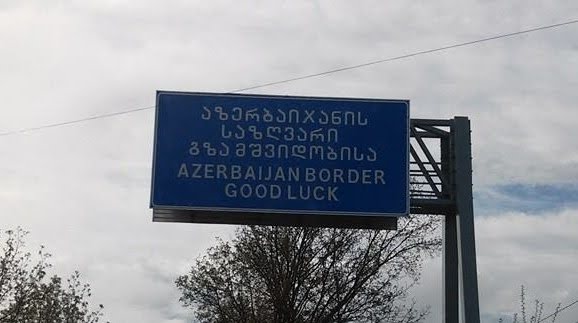 აზერბაიჯანის
საზღვარი
გზა მშვიდობისა
AZERBAIJAN BORDER
GOOD LUCK